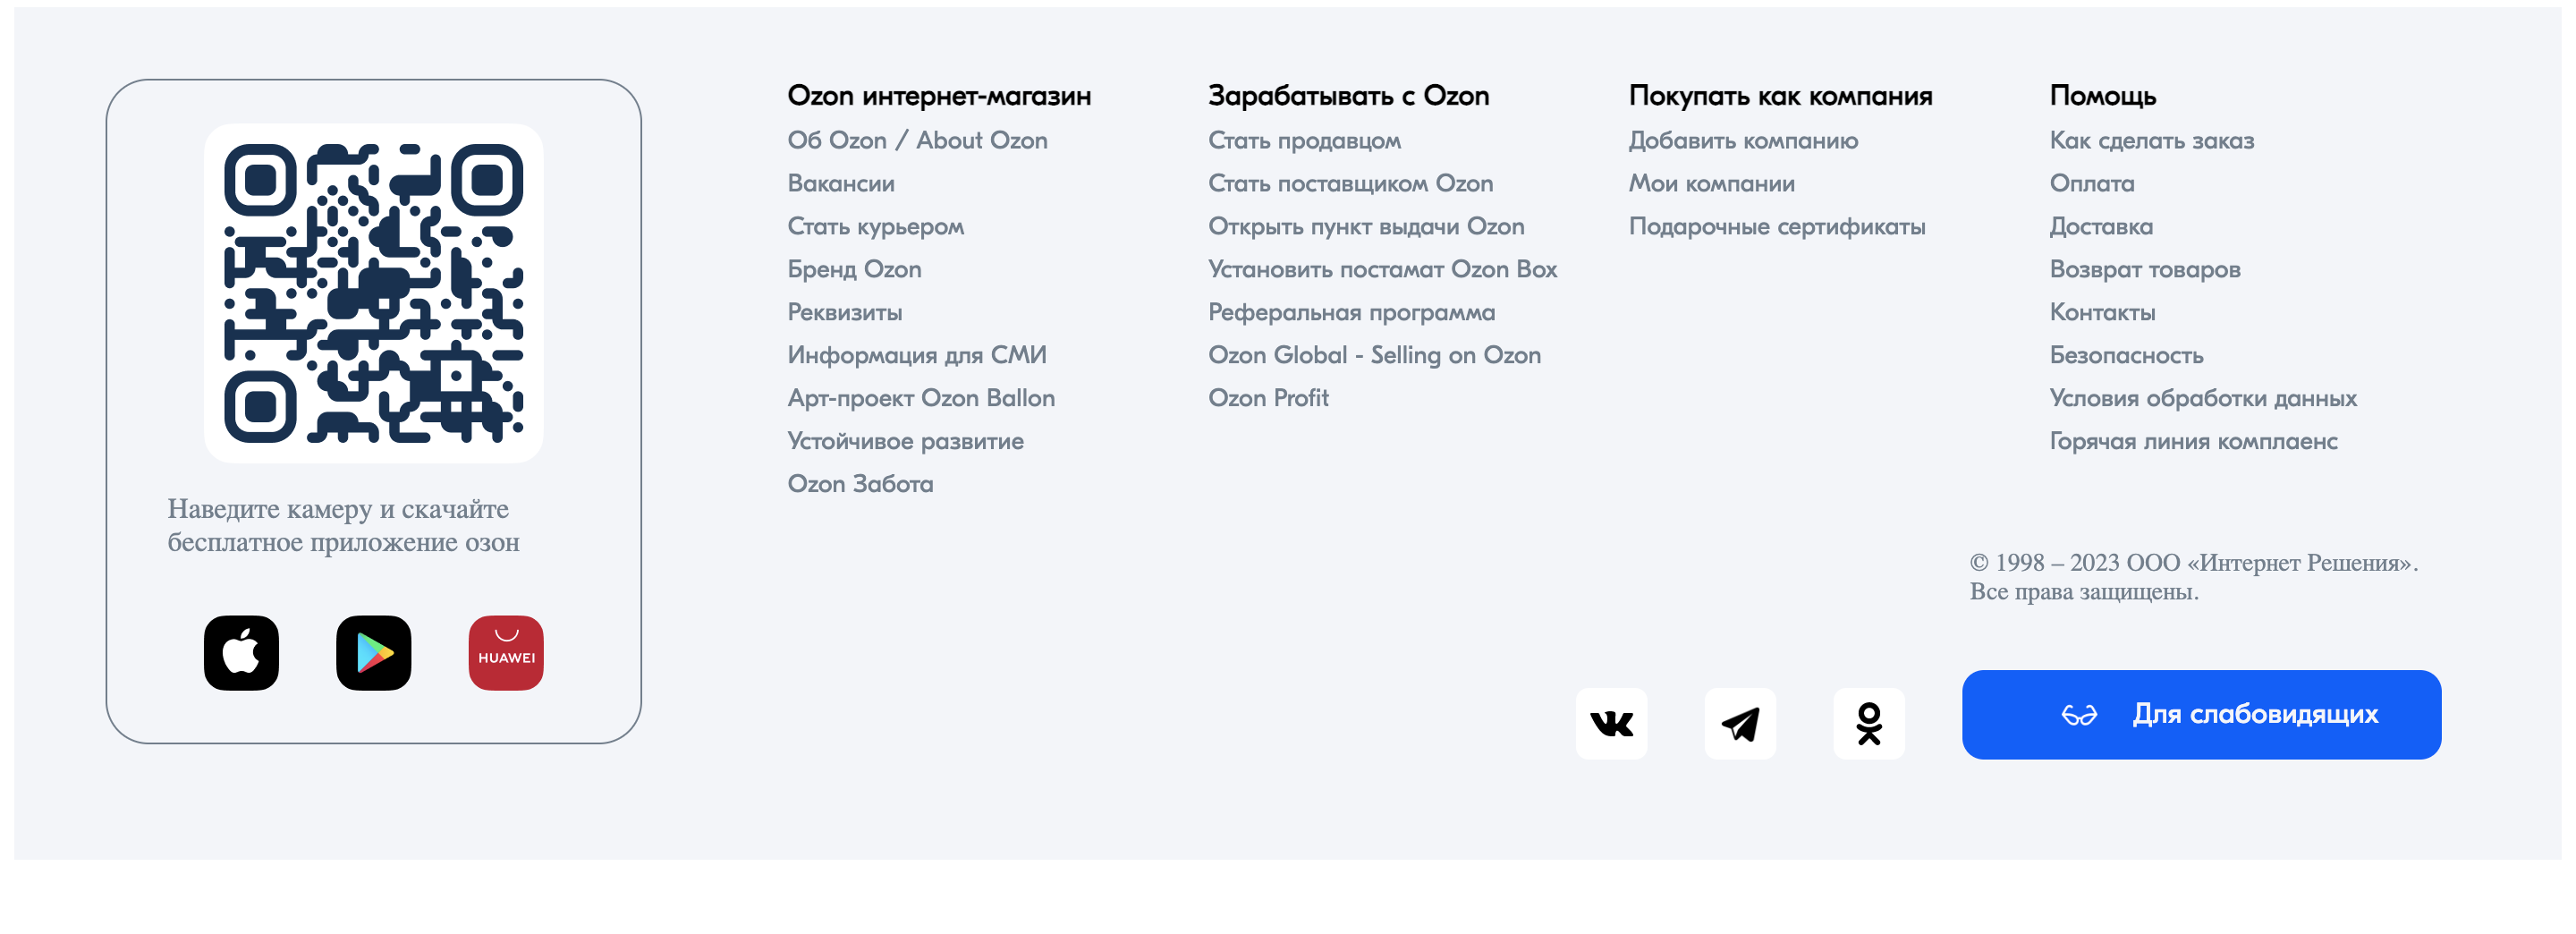 Наведите камеру и скачайте
бесплатное приложение озон
HUAWEI
Ozon интернет-магазин
Об Ozon / About Ozon
Вакансии
Стать курьером
Бренд Ozon
Реквизиты
Информация для СМИ
Арт-проект Ozon Ballon
Устойчивое развитие
Ozon Забота
Зарабатывать с Ozon
Стать продавцом
Стать поставщиком Ozon
Открыть пункт выдачи Ozon
Установить постамат Ozon Box
Реферальная программа
Ozon Global - Selling on Ozon
Ozon Profit
Покупать как компания
Добавить компанию
Мои компании
Подарочные сертификаты
Помощь
Как сделать заказ
Оплата
Доставка
Возврат товаров
Контакты
Безопасность
Условия обработки данных
Горячая линия комплаенс
© 1998 – 2023 ООО «Интернет Решения».
Все права защищены.
Для слабовидящих